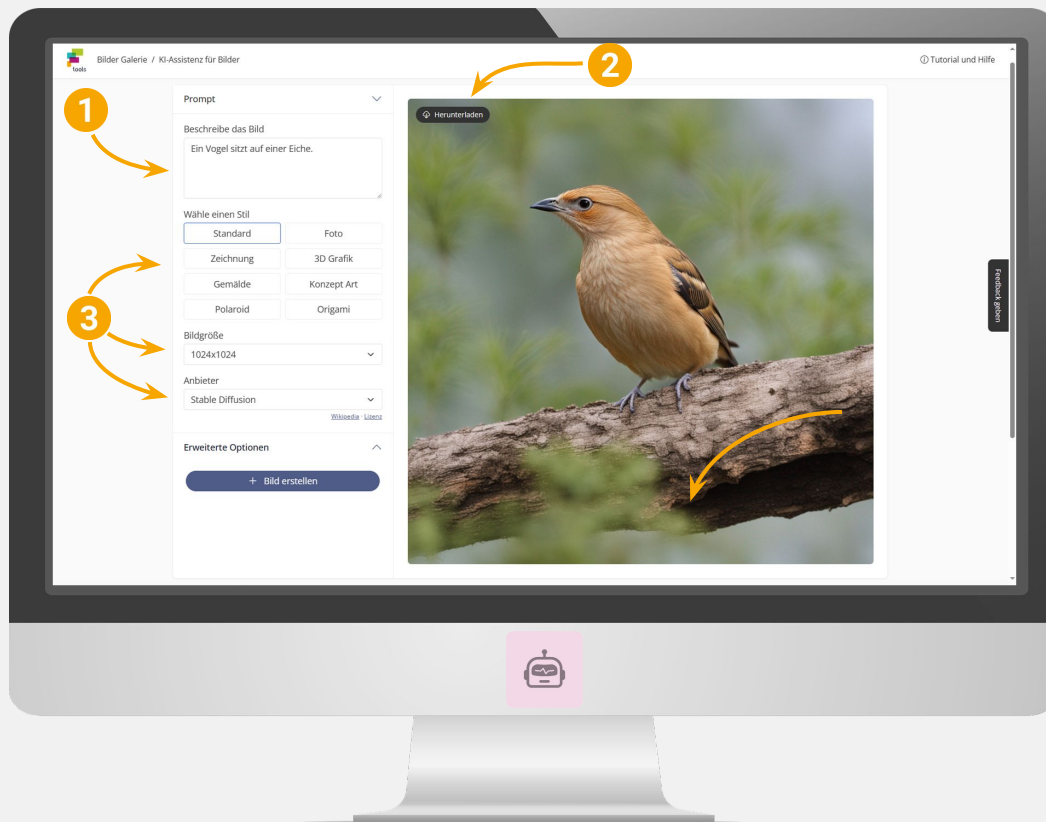 tools
Bilder Galerie / KI-Assistenz für Bilder
2
Tutorial und Hilfe
1
Prompt
Herunterladen
Beschreibe das Bild
Ein Vogel sitzt auf einer Eiche.
Wähle einen Stil
Standard
Foto
Zeichnung
3D Grafik
Gemälde
Konzept Art
Polaroid
Origami
3
Bildgröße
1024x1024
Anbieter
Stable Diffusion
Wikipedia · Lizenz
Erweiterte Optionen
+ Bild erstellen
Feedback geben